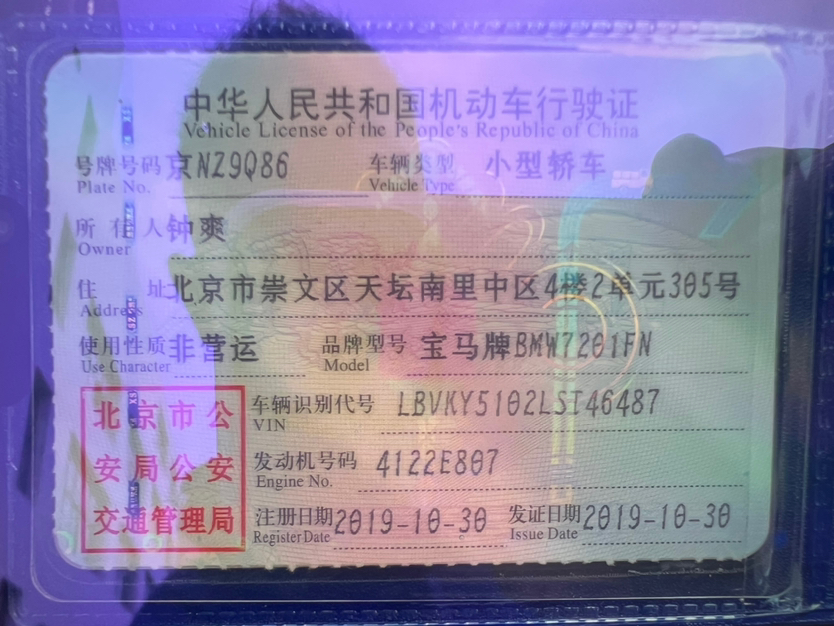 中华人民共和国机动车行驶证
Vehicle License of the People's Republic of China
号牌号码 京NZ9Q86 车辆类型 小型轿车
Plate No. Vehicle Type
所有人 钟爽
Owner
住址 北京市崇文区天坛南里中区4楼2单元305号
Address
使用性质 非营运 品牌型号 宝马牌BMW7201FN
Use Character Model
北京市公
安局公安
交通管理局
车辆识别代号 LBVKY5102LSI46487
VIN
发动机号码 4122E807
Engine No.
注册日期 2019-10-30 发证日期 2019-10-30
Register Date Issue Date